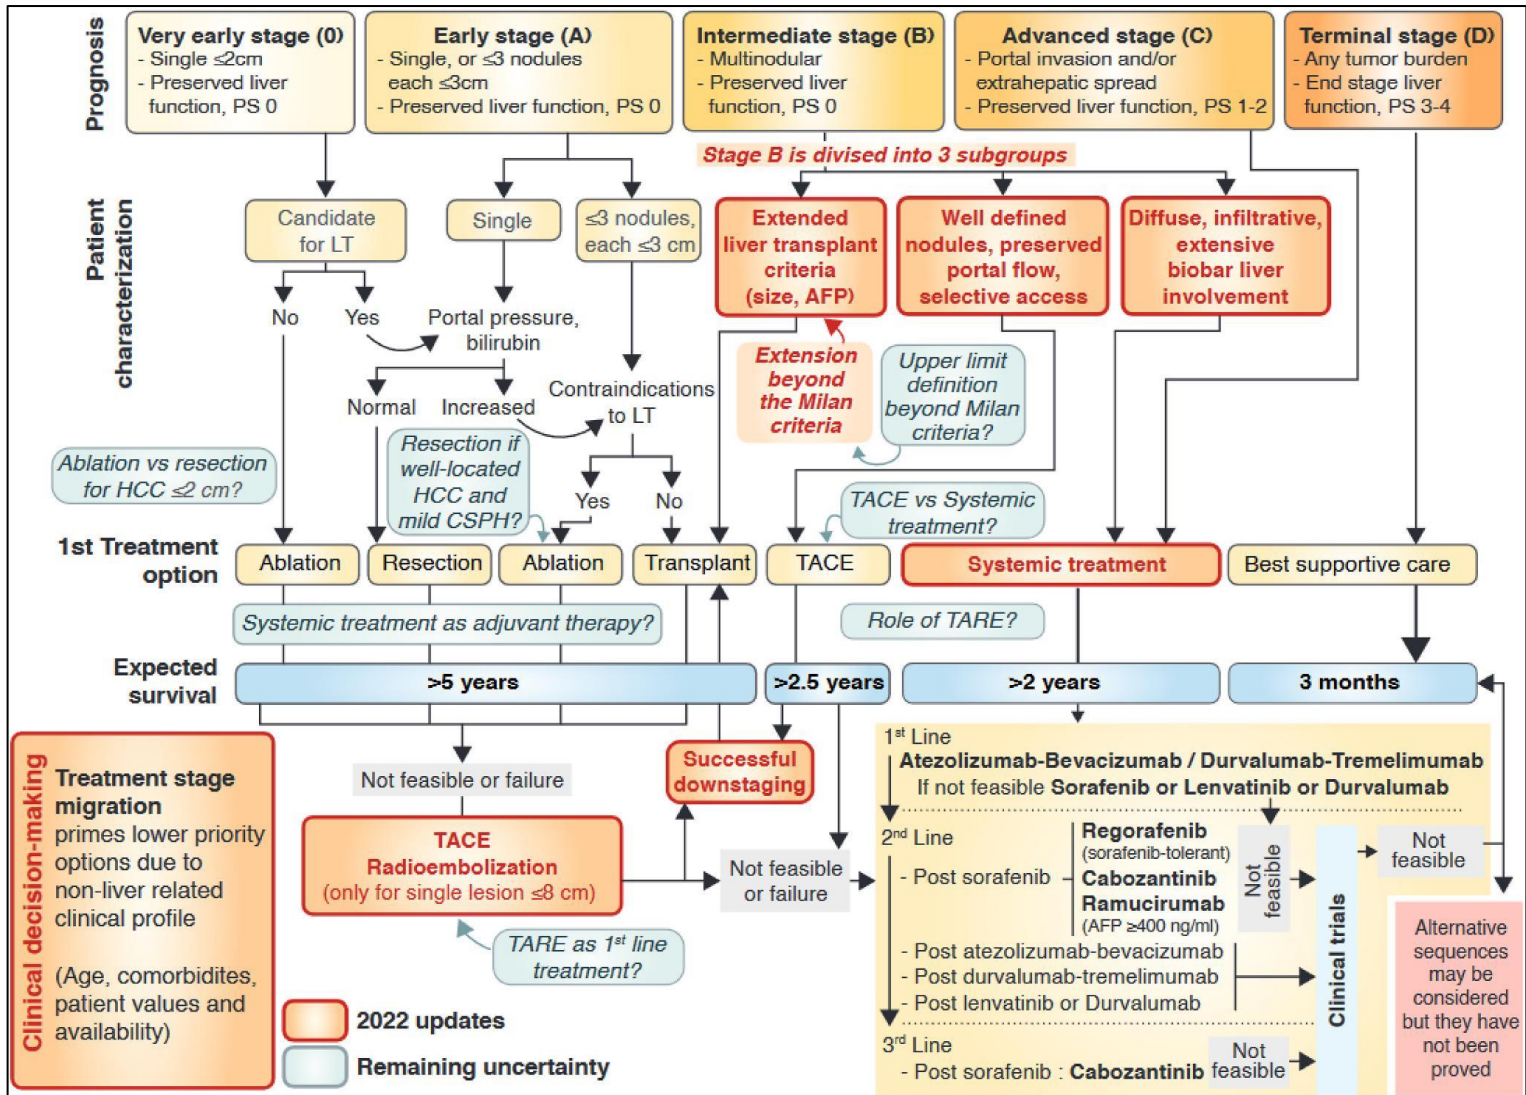 Prognosis
Very early stage (0)
- Single ≤2cm
- Preserved liver
function, PS 0
Early stage (A)
- Single, or ≤3 nodules
each ≤3cm
- Preserved liver function, PS 0
Intermediate stage (B)
- Multinodular
- Preserved liver
function, PS 0
Advanced stage (C)
- Portal invasion and/or
extrahepatic spread
- Preserved liver function, PS 1-2
Terminal stage (D)
- Any tumor burden
- End stage liver
function, PS 3-4
Stage B is divised into 3 subgroups
Patient
characterization
Candidate
for LT
Single
≤3 nodules,
each ≤3 cm
Extended
liver transplant
criteria
(size, AFP)
Well defined
nodules, preserved
portal flow,
selective access
Diffuse, infiltrative,
extensive
biobar liver
involvement
No
Yes
Portal pressure,
bilirubin
Extension
beyond
the Milan
criteria
Upper limit
definition
beyond Milan
criteria?
Normal
Increased
Contraindications
to LT
Ablation vs resection
for HCC ≤2 cm?
Resection if
well-located
HCC and
mild CSPH?
Yes
No
TACE vs Systemic
treatment?
1st Treatment
option
Ablation
Resection
Ablation
Transplant
TACE
Systemic treatment
Best supportive care
Systemic treatment as adjuvant therapy?
Role of TARE?
Expected
survival
>5 years
>2.5 years
>2 years
3 months
Clinical decision-making
Treatment stage
migration
primes lower priority
options due to
non-liver related
clinical profile
(Age, comorbidites,
patient values and
availability)
Not feasible or failure
Successful
downstaging
TACE
Radioembolization
(only for single lesion ≤8 cm)
Not feasible
or failure
TARE as 1st line
treatment?
2022 updates
Remaining uncertainty
1st Line
Atezolizumab-Bevacizumab / Durvalumab-Tremelimumab
If not feasible Sorafenib or Lenvatinib or Durvalumab
2nd Line
- Post sorafenib
Regorafenib
(sorafenib-tolerant)
Cabozantinib
Ramucirumab
(AFP ≥400 ng/ml)
Not
feasible
- Post atezolizumab-bevacizumab
- Post durvalumab-tremelimumab
- Post lenvatinib or Durvalumab
3rd Line
- Post sorafenib : Cabozantinib
Not
feasible
Clinical trials
Not
feasible
Alternative
sequences
may be
considered
but they have
not been
proved